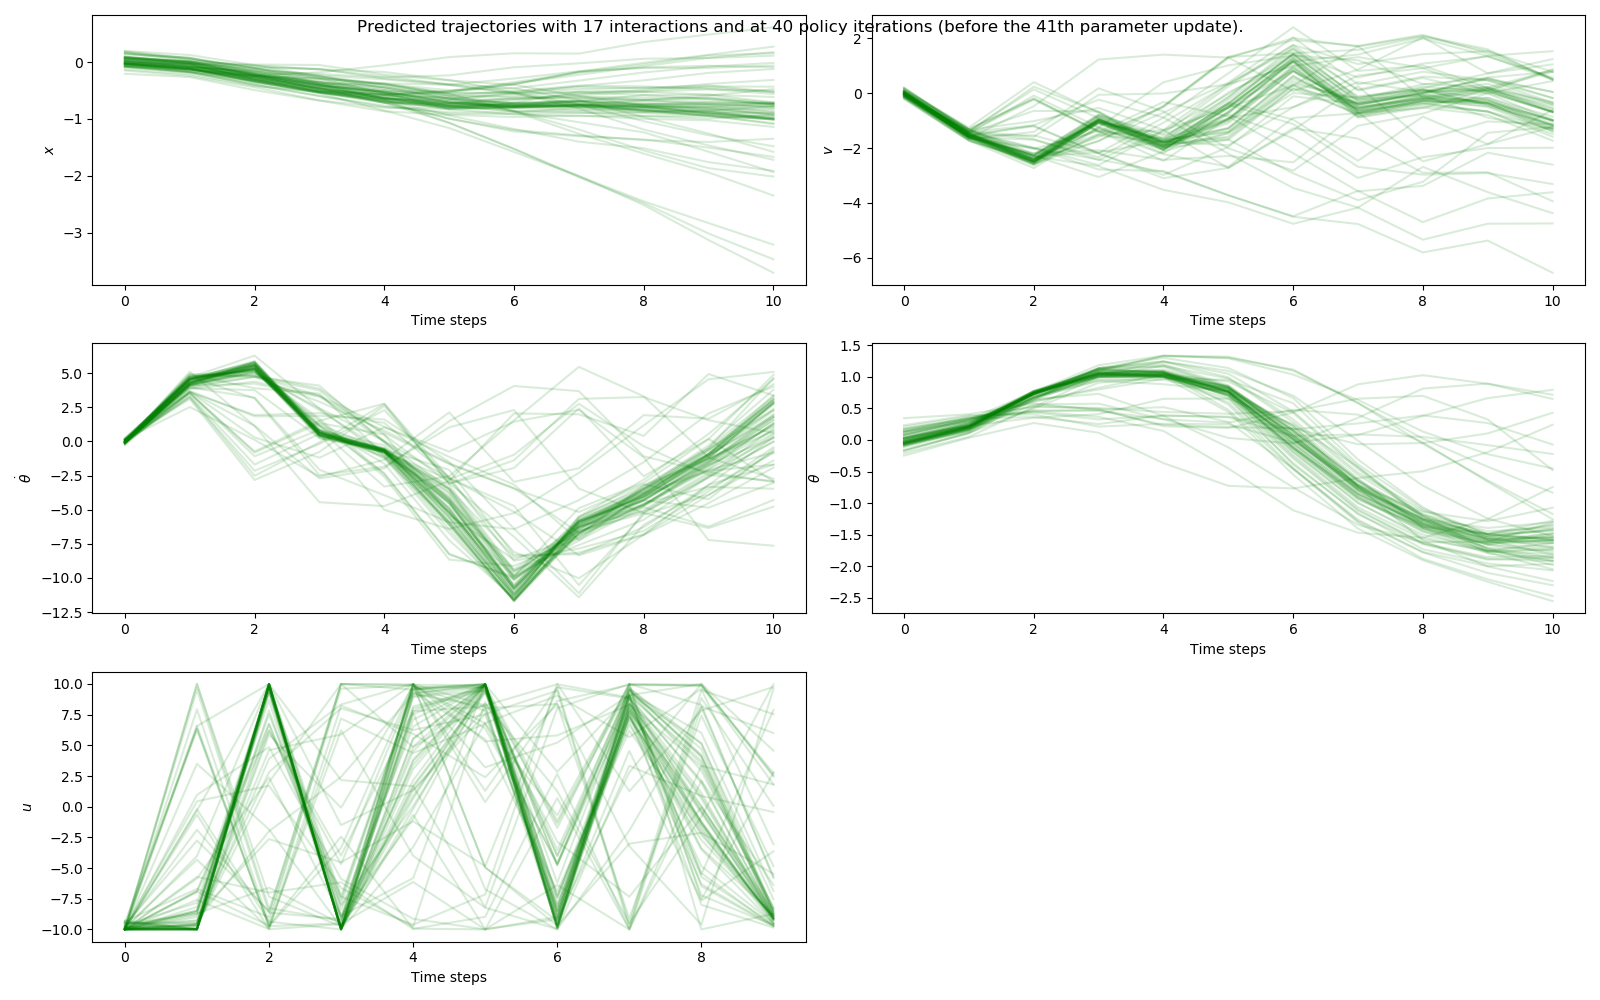 Predicted trajectories with 17 interactions and at 40 policy iterations (before the 41th parameter update).
0
−1
−2
−3
x
0 2 4 6 8 10
Time steps
2
0
−2
−4
−6
v
0 2 4 6 8 10
Time steps
5.0
2.5
0.0
−2.5
−5.0
−7.5
−10.0
−12.5
θ̇
0 2 4 6 8 10
Time steps
1.5
1.0
0.5
0.0
−0.5
−1.0
−1.5
−2.0
−2.5
θ
0 2 4 6 8 10
Time steps
10.0
7.5
5.0
2.5
0.0
−2.5
−5.0
−7.5
−10.0
u
0 2 4 6 8
Time steps